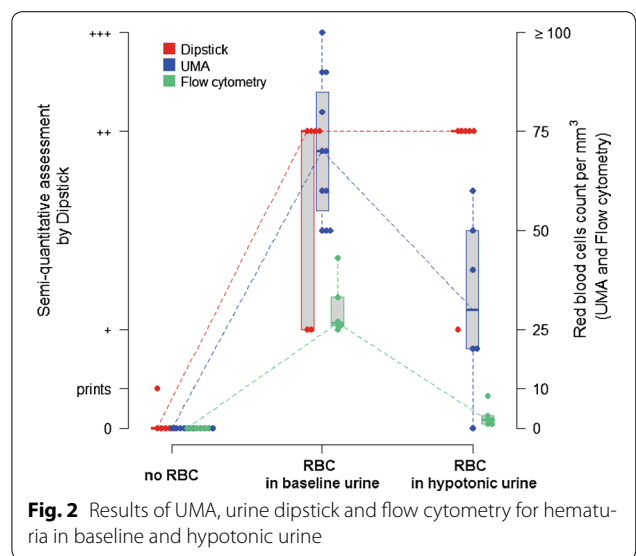 +++
++
+
prints
0
Semi-quantitative assessment
by Dipstick
Dipstick
UMA
Flow cytometry
≥ 100
75
50
25
10
0
Red blood cells count per mm³
(UMA and Flow cytometry)
no RBC
RBC
in baseline urine
RBC
in hypotonic urine
Fig. 2 Results of UMA, urine dipstick and flow cytometry for hematu-
ria in baseline and hypotonic urine